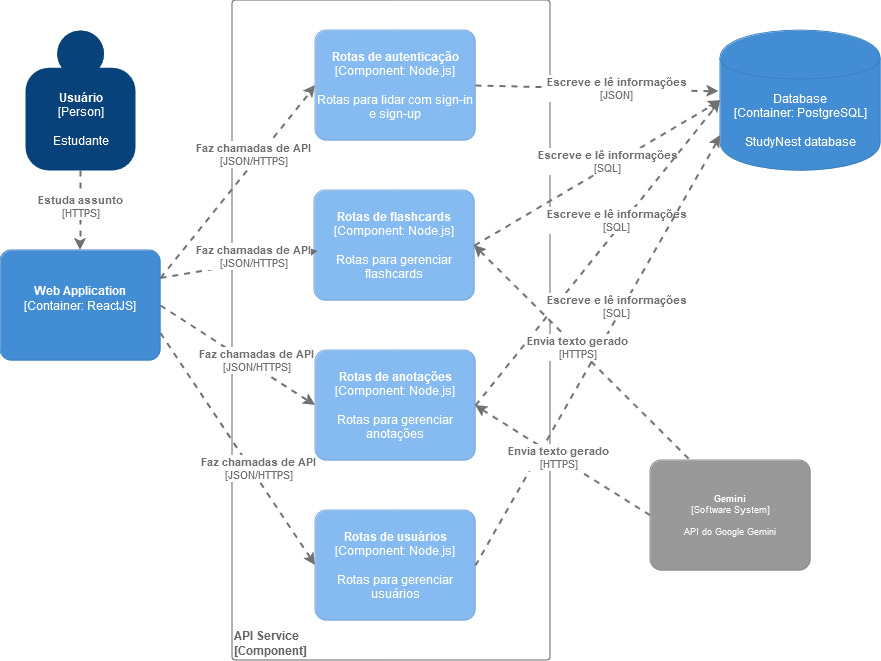 Usuário
[Person]
Estudante
Estuda assunto
[HTTPS]
Web Application
[Container: ReactJS]
Faz chamadas de API
[JSON/HTTPS]
Faz chamadas de API
[JSON/HTTPS]
Faz chamadas de API
[JSON/HTTPS]
Faz chamadas de API
[JSON/HTTPS]
Rotas de autenticação
[Component: Node.js]
Rotas para lidar com sign-in
e sign-up
Rotas de flashcards
[Component: Node.js]
Rotas para gerenciar
flashcards
Rotas de anotações
[Component: Node.js]
Rotas para gerenciar
anotações
Rotas de usuários
[Component: Node.js]
Rotas para gerenciar
usuários
API Service
[Component]
Escreve e lê informações
[JSON]
Escreve e lê informações
[SQL]
Escreve e lê informações
[SQL]
Escreve e lê informações
[SQL]
Envia texto gerado
[HTTPS]
Envia texto gerado
[HTTPS]
Database
[Container: PostgreSQL]
StudyNest database
Gemini
[Software System]
API do Google Gemini